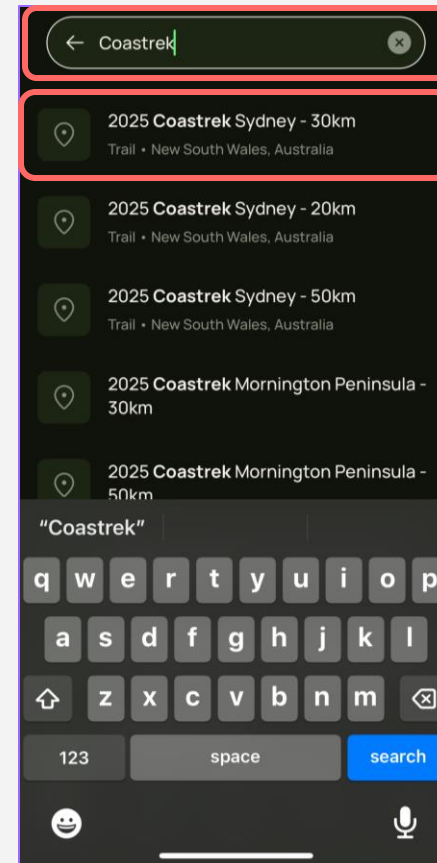 Coastrek
2025 Coastrek Sydney - 30km
Trail • New South Wales, Australia
2025 Coastrek Sydney - 20km
Trail • New South Wales, Australia
2025 Coastrek Sydney - 50km
Trail • New South Wales, Australia
2025 Coastrek Mornington Peninsula -
30km
2025 Coastrek Mornington Peninsula -
50km
“Coastrek”
q w e r t y u i o p
a s d f g h j k l
z x c v b n m
123 space search